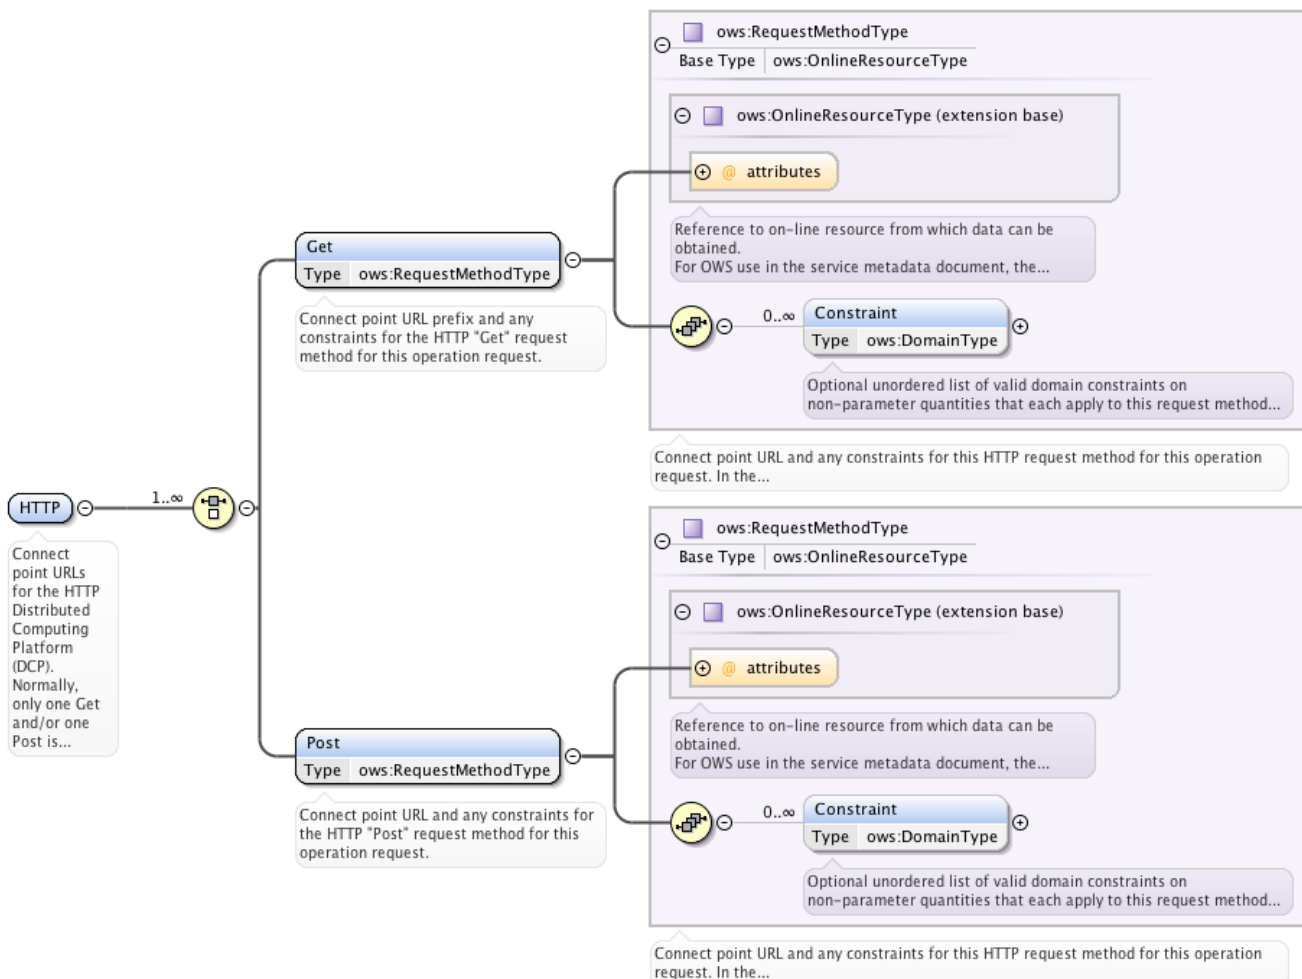 ows:RequestMethodType
Base Type ows:OnlineResourceType
ows:OnlineResourceType (extension base)
@ attributes
Reference to on-line resource from which data can be
obtained.
For OWS use in the service metadata document, the...
Get
Type ows:RequestMethodType
Connect point URL prefix and any
constraints for the HTTP "Get" request
method for this operation request.
0..∞
Constraint
Type ows:DomainType
Optional unordered list of valid domain constraints on
non-parameter quantities that each apply to this request method...
Connect point URL and any constraints for this HTTP request method for this operation
request. In the...
HTTP
1..∞
Connect
point URLs
for the HTTP
Distributed
Computing
Platform
(DCP).
Normally,
only one Get
and/or one
Post is...
ows:RequestMethodType
Base Type ows:OnlineResourceType
ows:OnlineResourceType (extension base)
@ attributes
Reference to on-line resource from which data can be
obtained.
For OWS use in the service metadata document, the...
Post
Type ows:RequestMethodType
Connect point URL and any constraints for
the HTTP "Post" request method for this
operation request.
0..∞
Constraint
Type ows:DomainType
Optional unordered list of valid domain constraints on
non-parameter quantities that each apply to this request method...
Connect point URL and any constraints for this HTTP request method for this operation
request. In the...